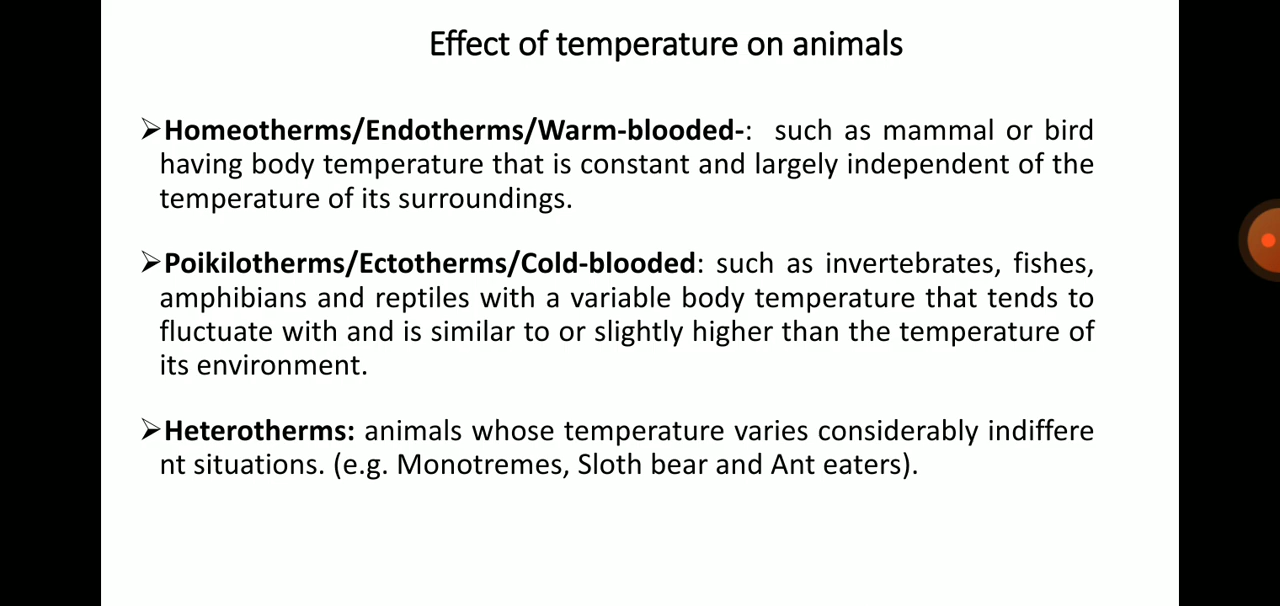 Effect of temperature on animals
➢Homeotherms/Endotherms/Warm-blooded-: such as mammal or bird
having body temperature that is constant and largely independent of the
temperature of its surroundings.
➢Poikilotherms/Ectotherms/Cold-blooded: such as invertebrates, fishes,
amphibians and reptiles with a variable body temperature that tends to
fluctuate with and is similar to or slightly higher than the temperature of
its environment.
➢Heterotherms: animals whose temperature varies considerably indiffere
nt situations. (e.g. Monotremes, Sloth bear and Ant eaters).